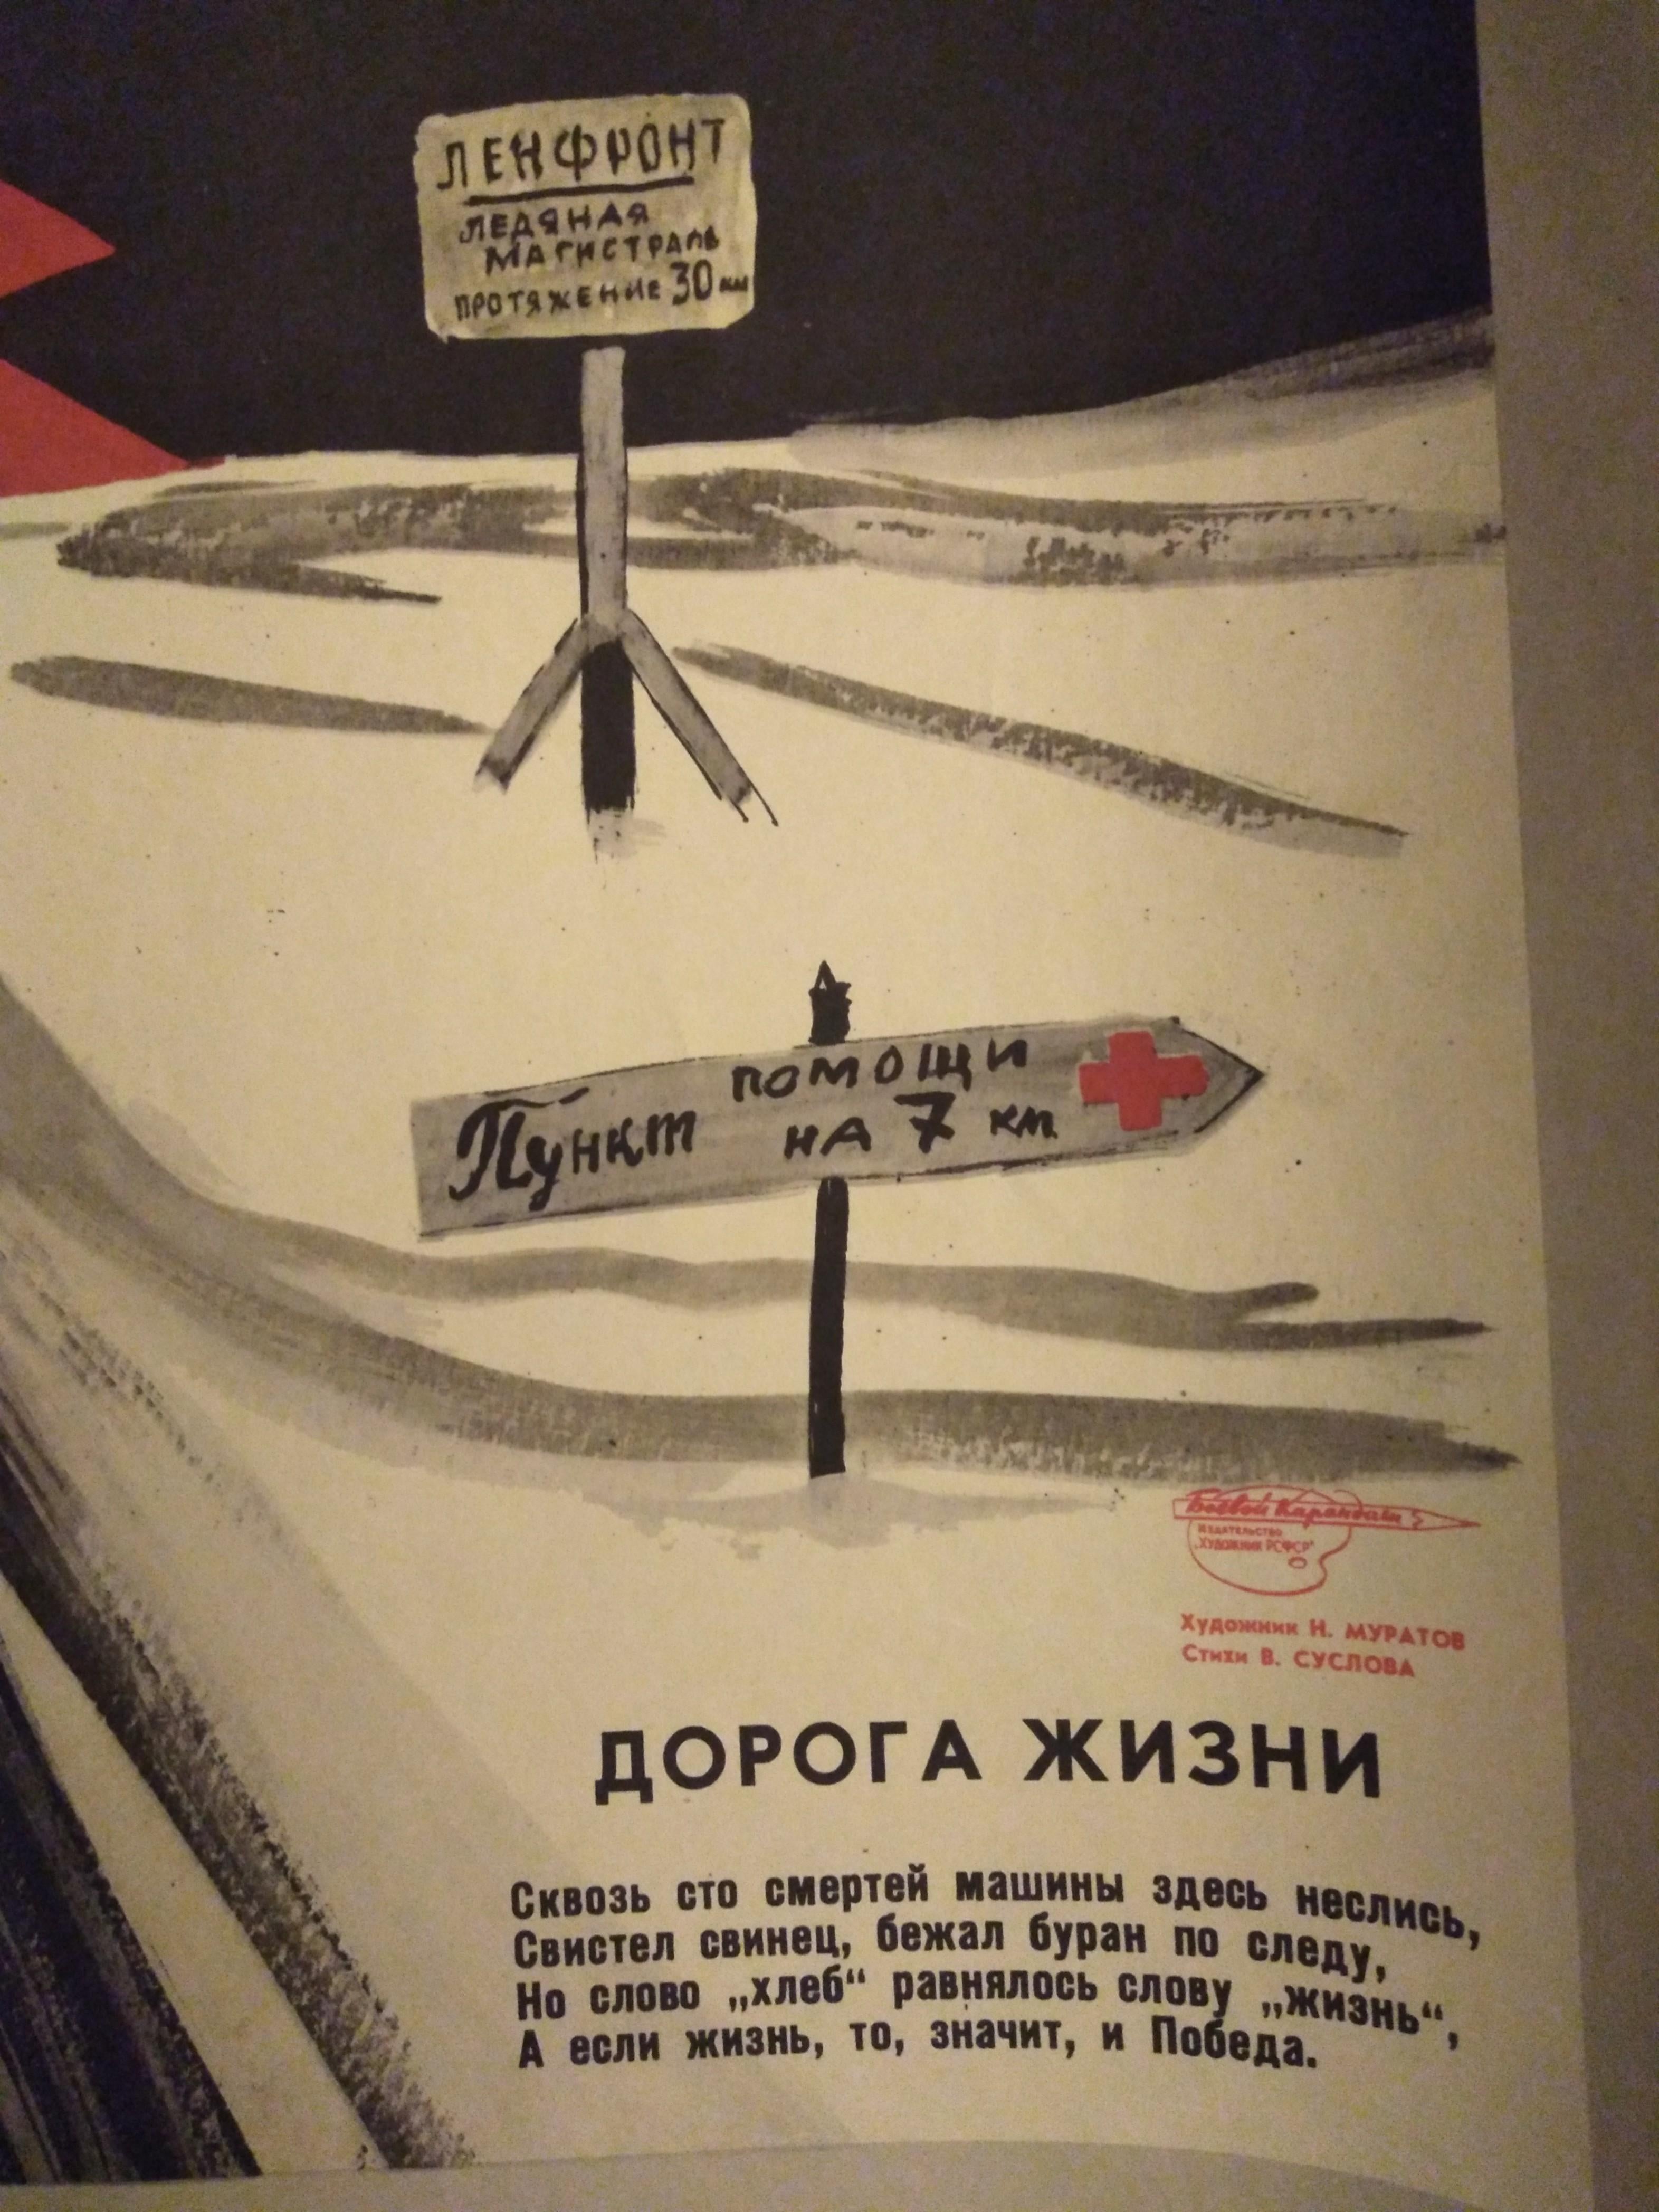 ЛЕНФРОНТ
ЛЕДЯНАЯ
МАГИСТРАЛЬ
ПРОТЯЖЕНИЕ 30 км
Пункт помощи
на 7 км
Боевой Карандаш
ИЗДАТЕЛЬСТВО
„ХУДОЖНИК РСФСР“
Художник Н. МУРАТОВ
Стихи В. СУСЛОВА
ДОРОГА ЖИЗНИ
Сквозь сто смертей машины здесь неслись,
Свистел свинец, бежал буран по следу,
Но слово „хлеб“ равнялось слову „жизнь“,
А если жизнь, то, значит, и Победа.